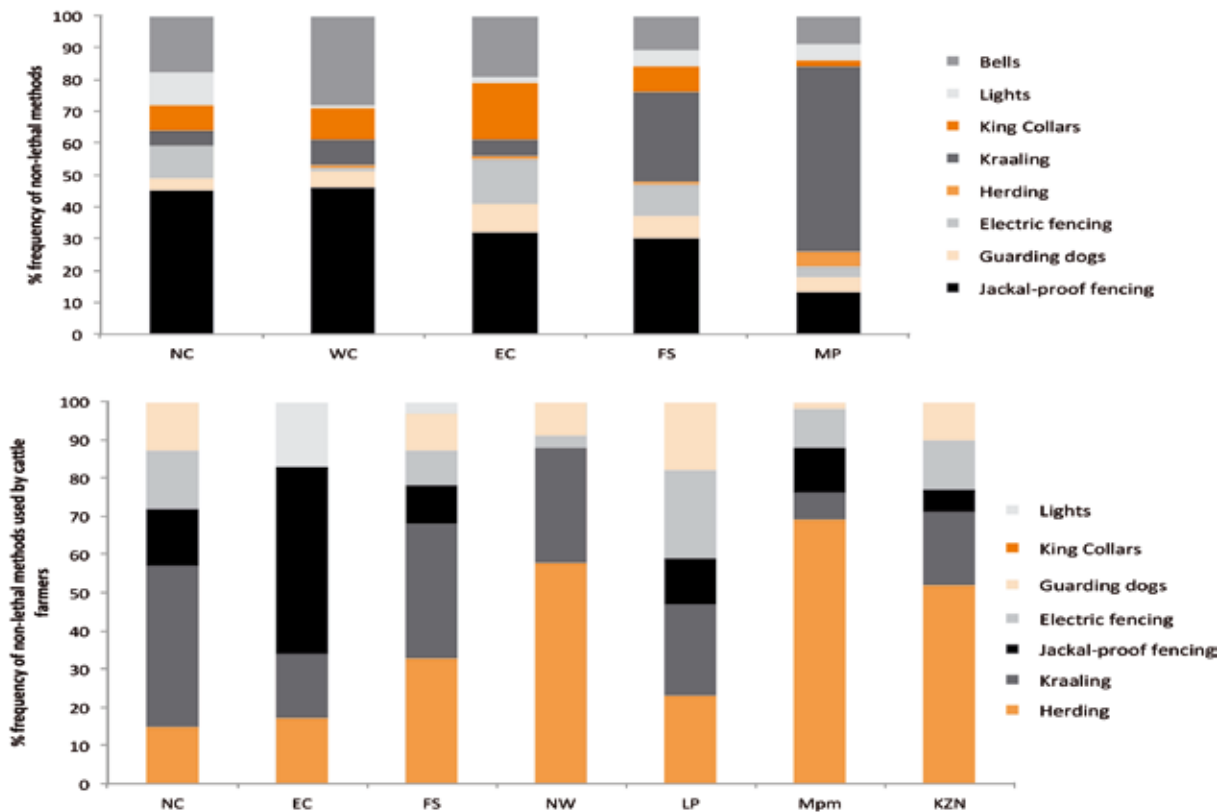 % frequency of non-lethal methods
100
90
80
70
60
50
40
30
20
10
0
NC WC EC FS MP
Bells
Lights
King Collars
Kraaling
Herding
Electric fencing
Guarding dogs
Jackal-proof fencing
% frequency of non-lethal methods used by cattle
farmers
100
90
80
70
60
50
40
30
20
10
0
NC EC FS NW LP Mpm KZN
Lights
King Collars
Guarding dogs
Electric fencing
Jackal-proof fencing
Kraaling
Herding